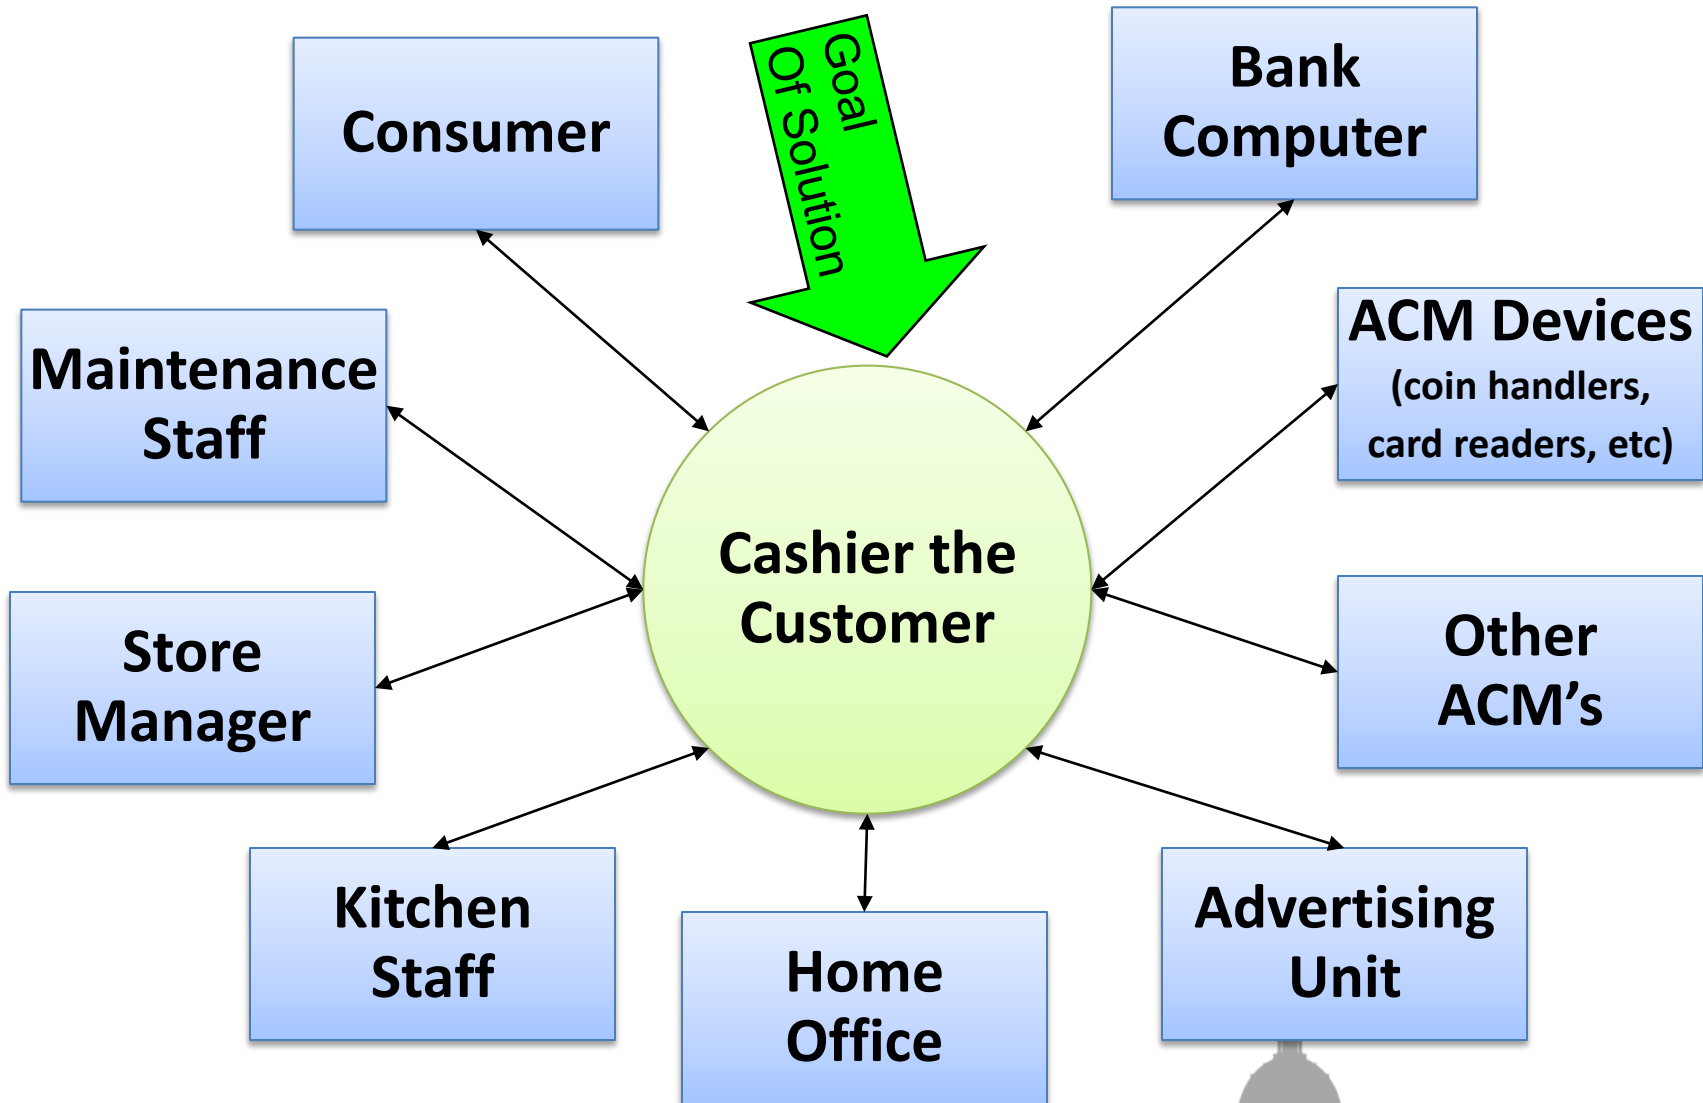 Consumer
Goal
Of Solution
Bank
Computer
Maintenance
Staff
ACM Devices
(coin handlers,
card readers, etc)
Cashier the
Customer
Store
Manager
Other
ACM’s
Kitchen
Staff
Home
Office
Advertising
Unit